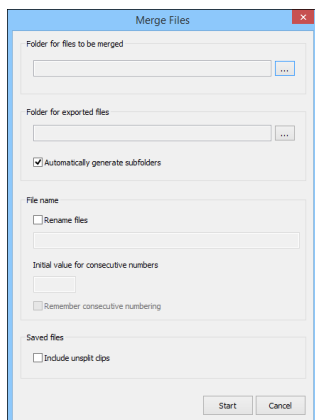 Merge Files
Folder for files to be merged
...
Folder for exported files
...
Automatically generate subfolders
File name
Rename files
Initial value for consecutive numbers
Remember consecutive numbering
Saved files
Include unsplit clips
Start Cancel